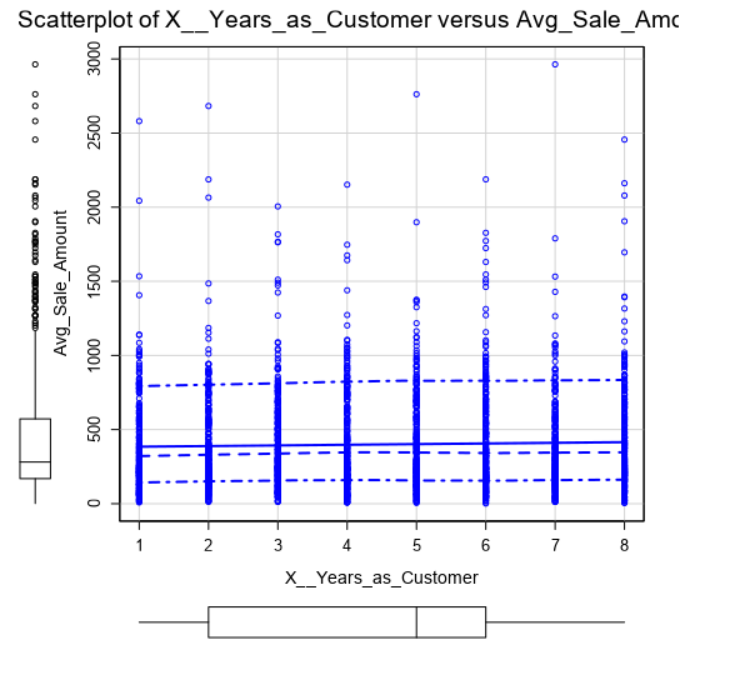 Scatterplot of X__Years_as_Customer versus Avg_Sale_Amo
3000
2500
2000
1500
1000
500
0
Avg_Sale_Amount
1 2 3 4 5 6 7 8
X__Years_as_Customer